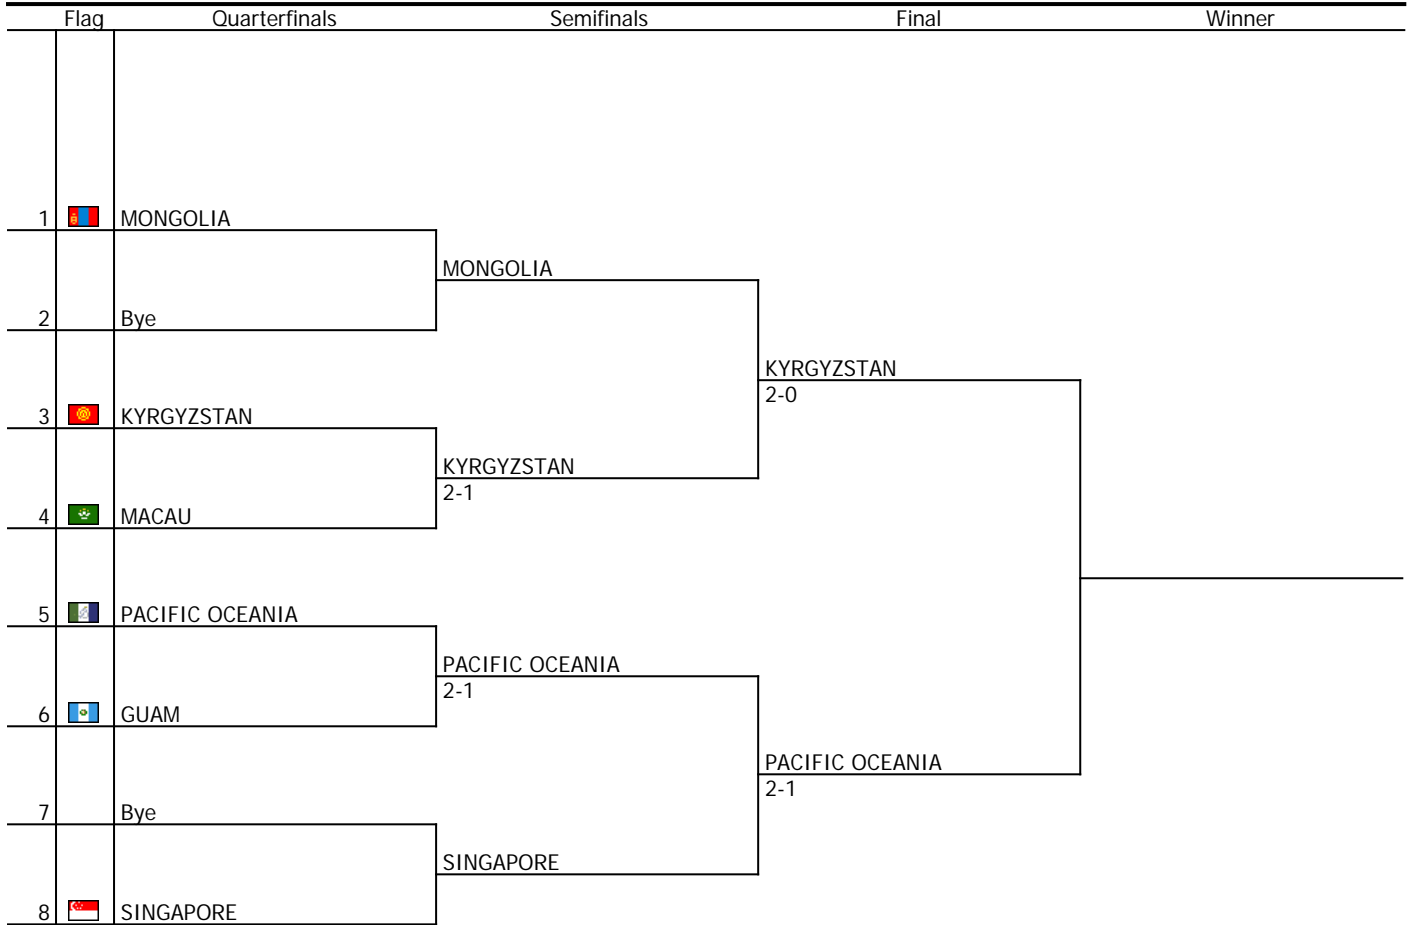 Flag Quarterfinals Semifinals Final Winner
1 MONGOLIA
MONGOLIA
2 Bye
KYRGYZSTAN
2-0
3 KYRGYZSTAN
KYRGYZSTAN
2-1
4 MACAU
5 PACIFIC OCEANIA
PACIFIC OCEANIA
2-1
6 GUAM
PACIFIC OCEANIA
2-1
7 Bye
SINGAPORE
8 SINGAPORE